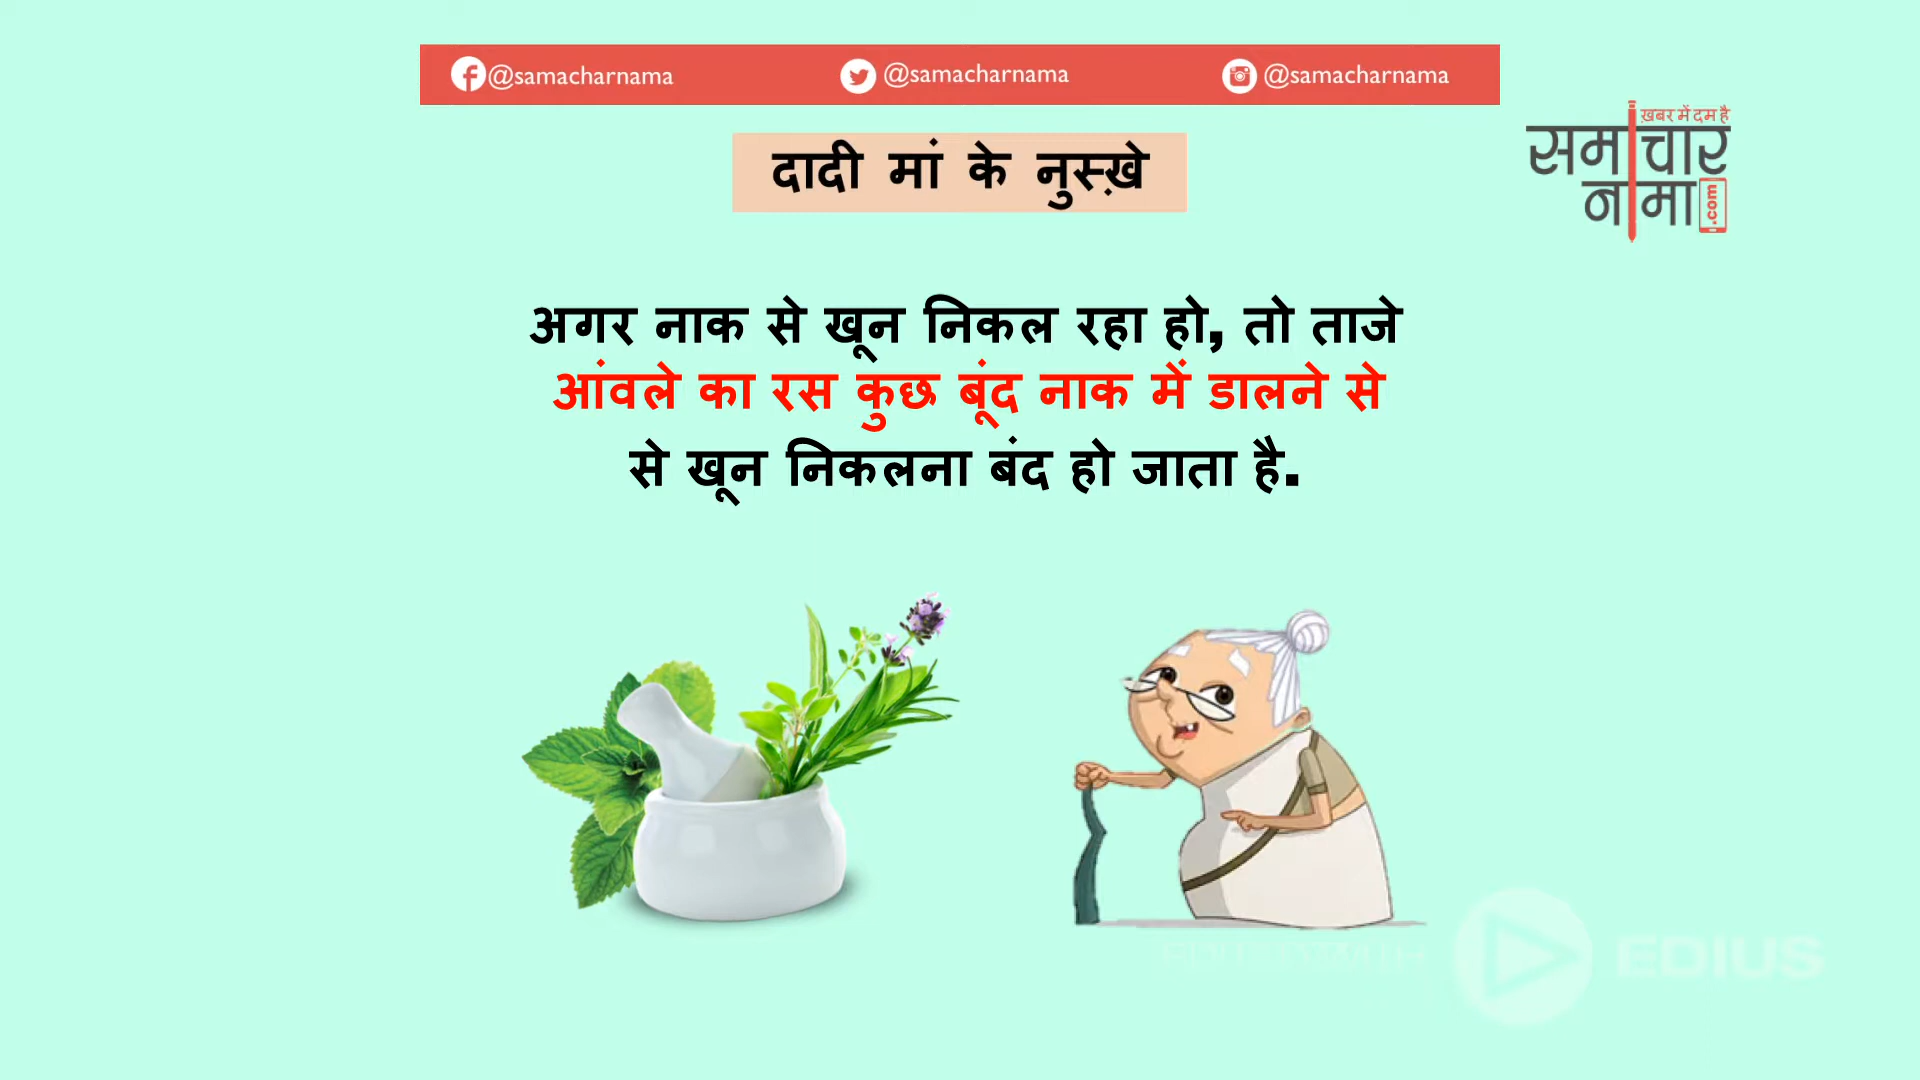 @samacharnama @samacharnama @samacharnama
ख़बर में दम है
समाचार
नामा
.com
दादी मां के नुस्ख़े
अगर नाक से खून निकल रहा हो, तो ताजे
आंवले का रस कुछ बूंद नाक में डालने से
से खून निकलना बंद हो जाता है.
EDIUS